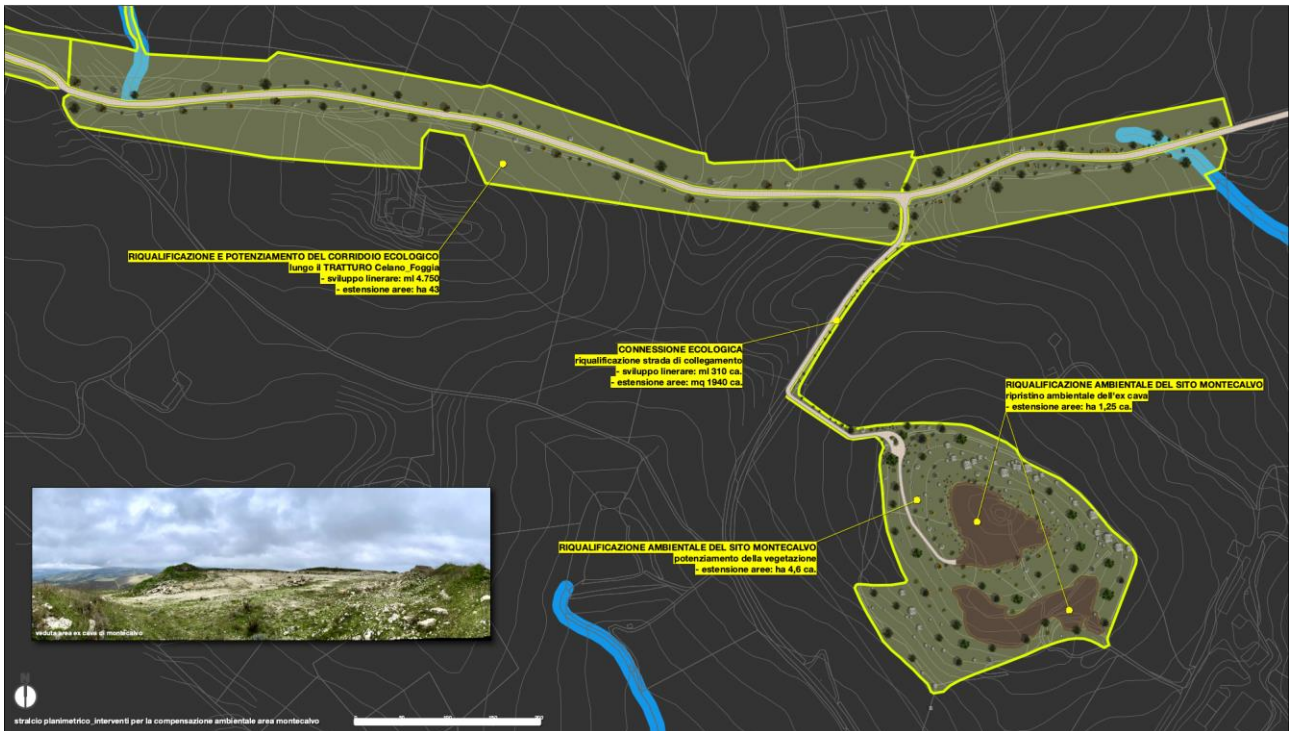 RIQUALIFICAZIONE E POTENZIAMENTO DEL CORRIDOIO ECOLOGICO
lungo il TRATTURO Celano_Foggia
- sviluppo linerare: ml 4.750
- estensione aree: ha 43
CONNESSIONE ECOLOGICA
riqualificazione strada di collegamento
- sviluppo linerare: ml 310 ca.
- estensione aree: mq 1940 ca.
RIQUALIFICAZIONE AMBIENTALE DEL SITO MONTECALVO
ripristino ambientale dell'ex cava
- estensione aree: ha 1,25 ca.
RIQUALIFICAZIONE AMBIENTALE DEL SITO MONTECALVO
potenziamento della vegetazione
- estensione aree: ha 4,6 ca.
veduta area ex cava di montecalvo
N
stralcio planimetrico_interventi per la compensazione ambientale area montecalvo